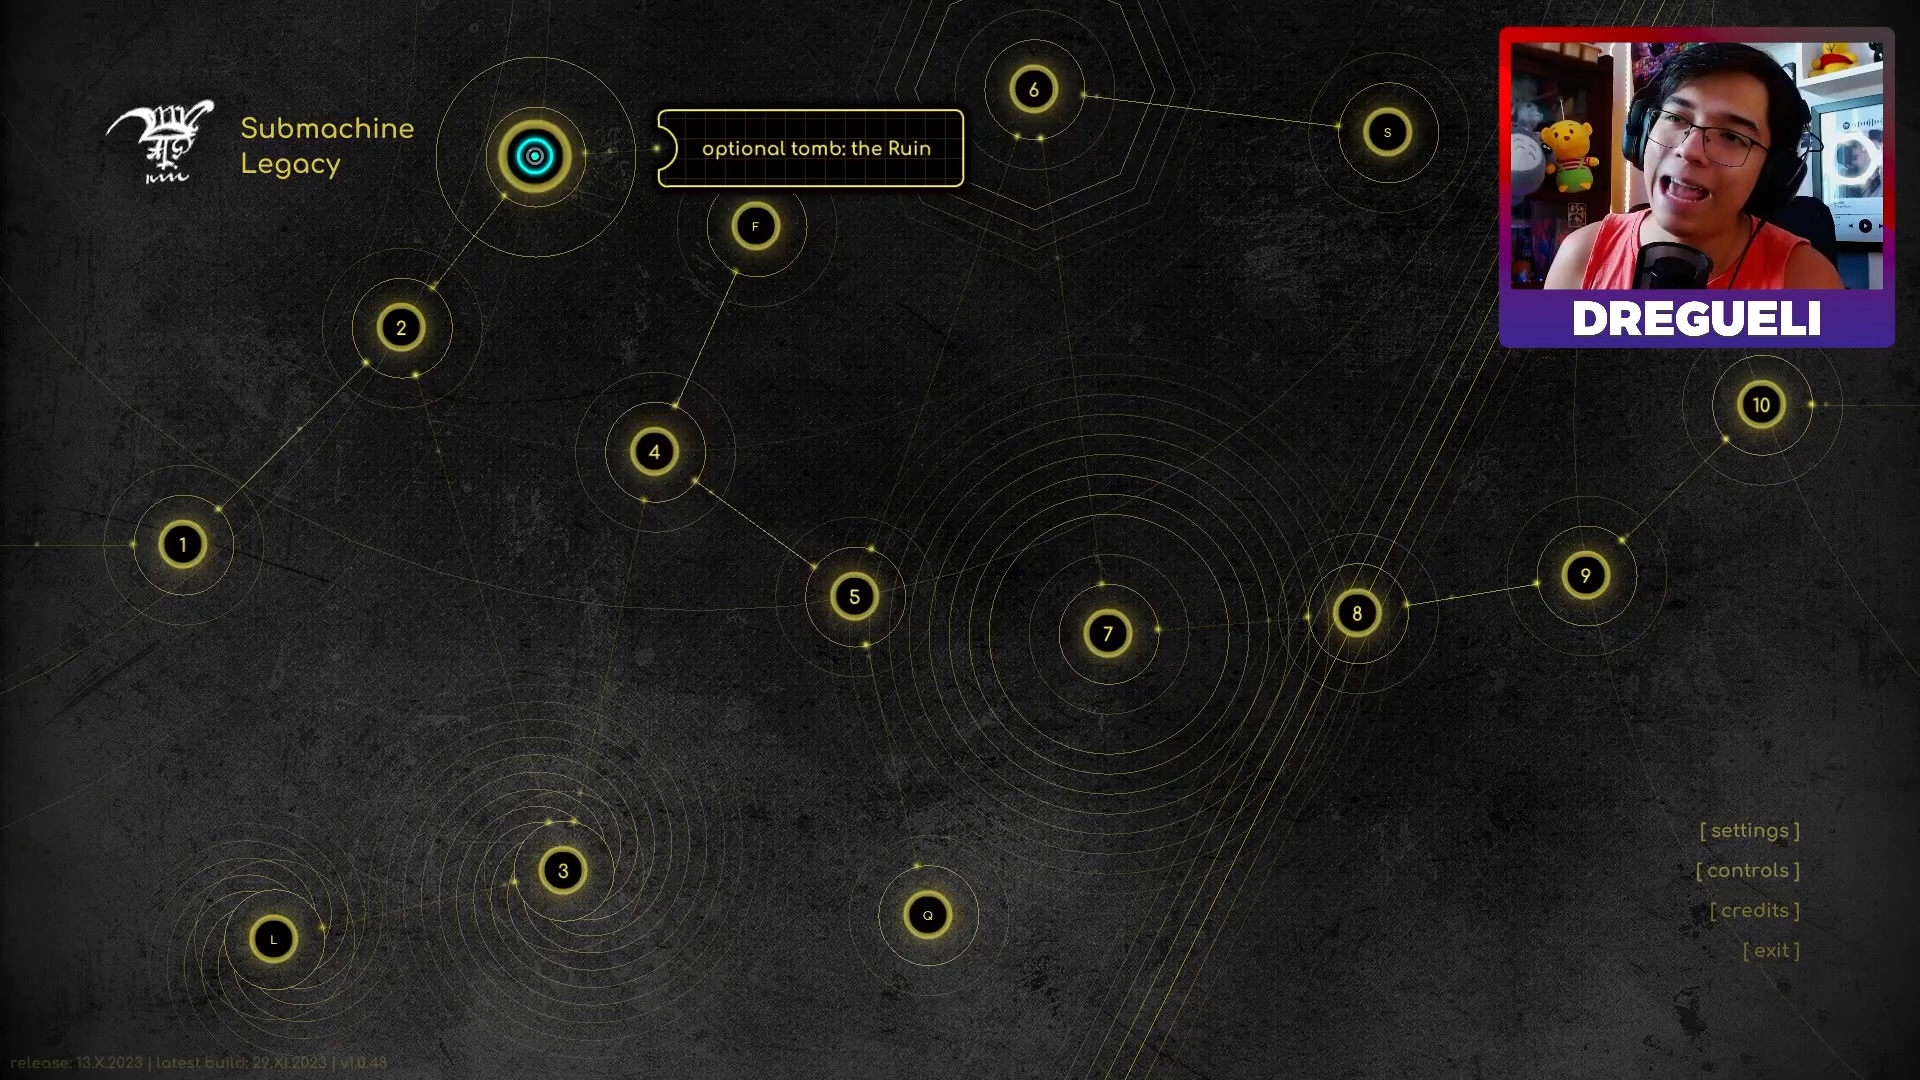 Submachine
Legacy
optional tomb: the Ruin
6
S
F
2
DREGUELI
10
4
1
5
9
8
7
3
Q
L
[ settings ]
[ controls ]
[ credits ]
[ exit ]
release: 13.X.2023 | latest build: 29.XI.2023 | v1.0.48